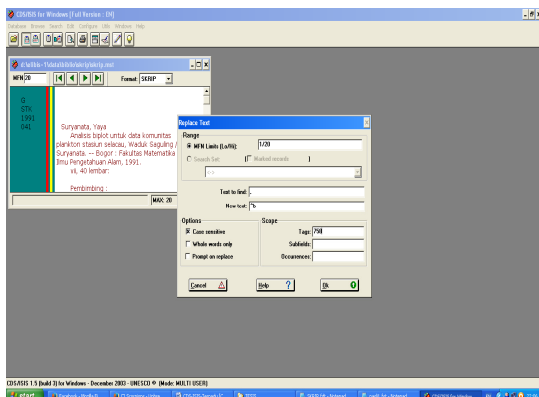 CDS/ISIS for Windows [Full Version : EN]
Database Browse Search Edit Configure Utils Window Help
MFN 20 Format: SKRIP
G
STK
1991
041
Suryanata, Yaya
Analisis biplot untuk data komunitas
plankton stasiun selacau, Waduk Saguling /
Suryanata. -- Bogor : Fakultas Matematika
Ilmu Pengetahuan Alam, 1991.
vii, 40 lembar:
Pembimbing :
MAX: 20
Replace Text
Range
MFN Limits (Lo/Hi): 1/20
Search Set ( Marked records )
Text to find: ,
New text: ^b
Options
Case sensitive
Whole words only
Prompt on replace
Scope
Tags: 750
Subfields:
Occurrences:
Cancel
Help ?
Ok
CDS/ISIS 1.5 (build 3) for Windows - December 2003 - UNESCO © (Mode: MULTI USER)
start